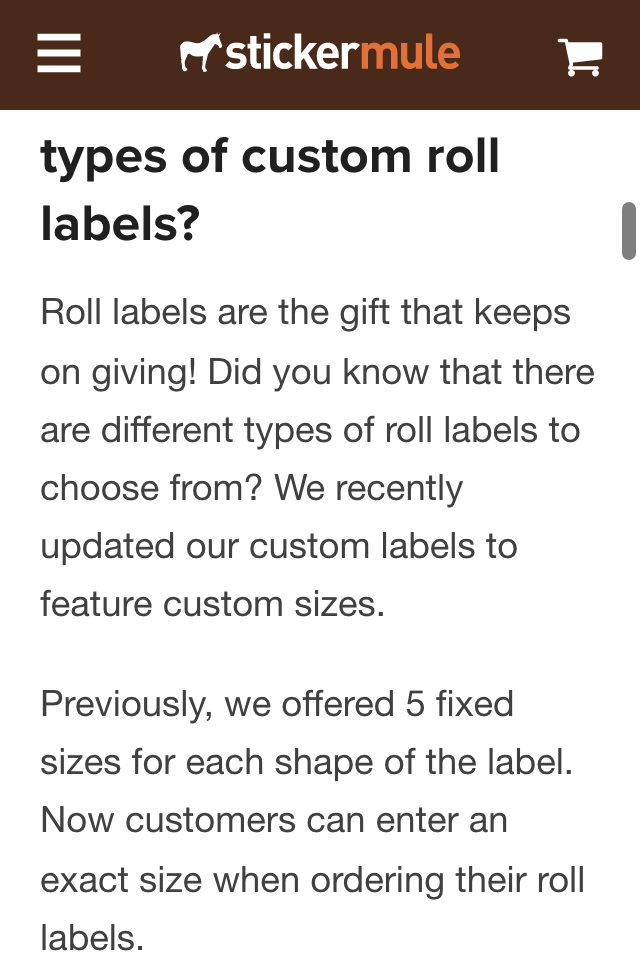 stickermule
types of custom roll
labels?
Roll labels are the gift that keeps
on giving! Did you know that there
are different types of roll labels to
choose from? We recently
updated our custom labels to
feature custom sizes.
Previously, we offered 5 fixed
sizes for each shape of the label.
Now customers can enter an
exact size when ordering their roll
labels.